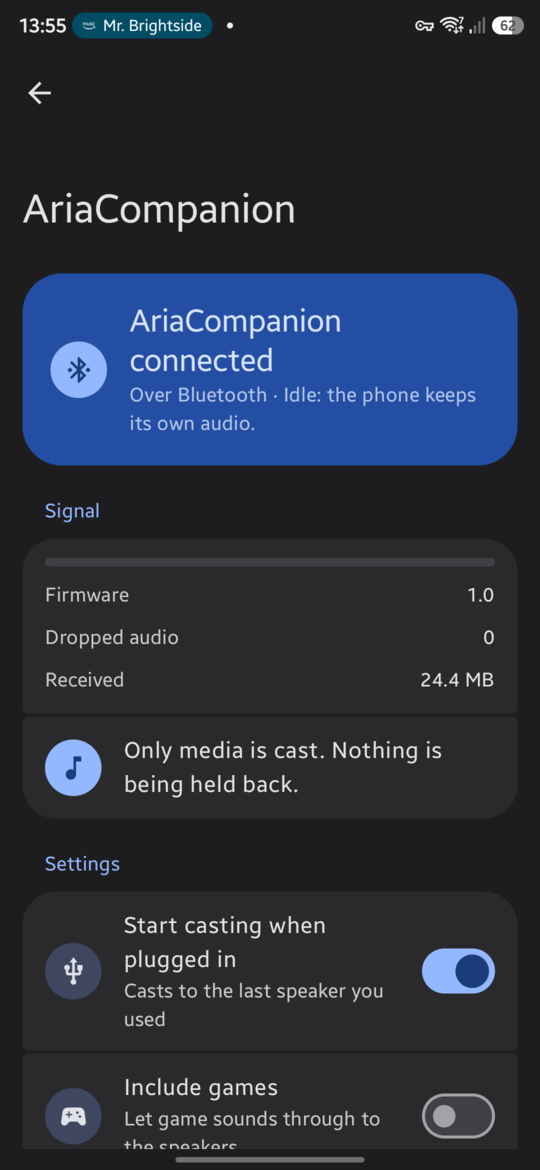 13:55
music
Mr. Brightside
62
AriaCompanion
AriaCompanion
connected
Over Bluetooth · Idle: the phone keeps
its own audio.
Signal
Firmware
1.0
Dropped audio
0
Received
24.4 MB
Only media is cast. Nothing is
being held back.
Settings
Start casting when
plugged in
Casts to the last speaker you
used
Include games
Let game sounds through to
the speakers